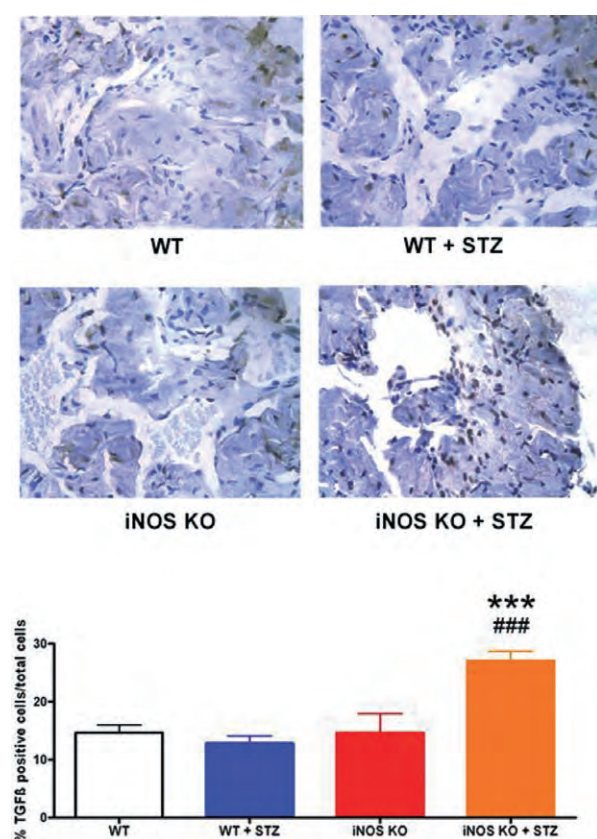 WT
WT + STZ
iNOS KO
iNOS KO + STZ
% TGFß positive cells/total cells
30
20
10
0
***
###
WT
WT + STZ
iNOS KO
iNOS KO + STZ